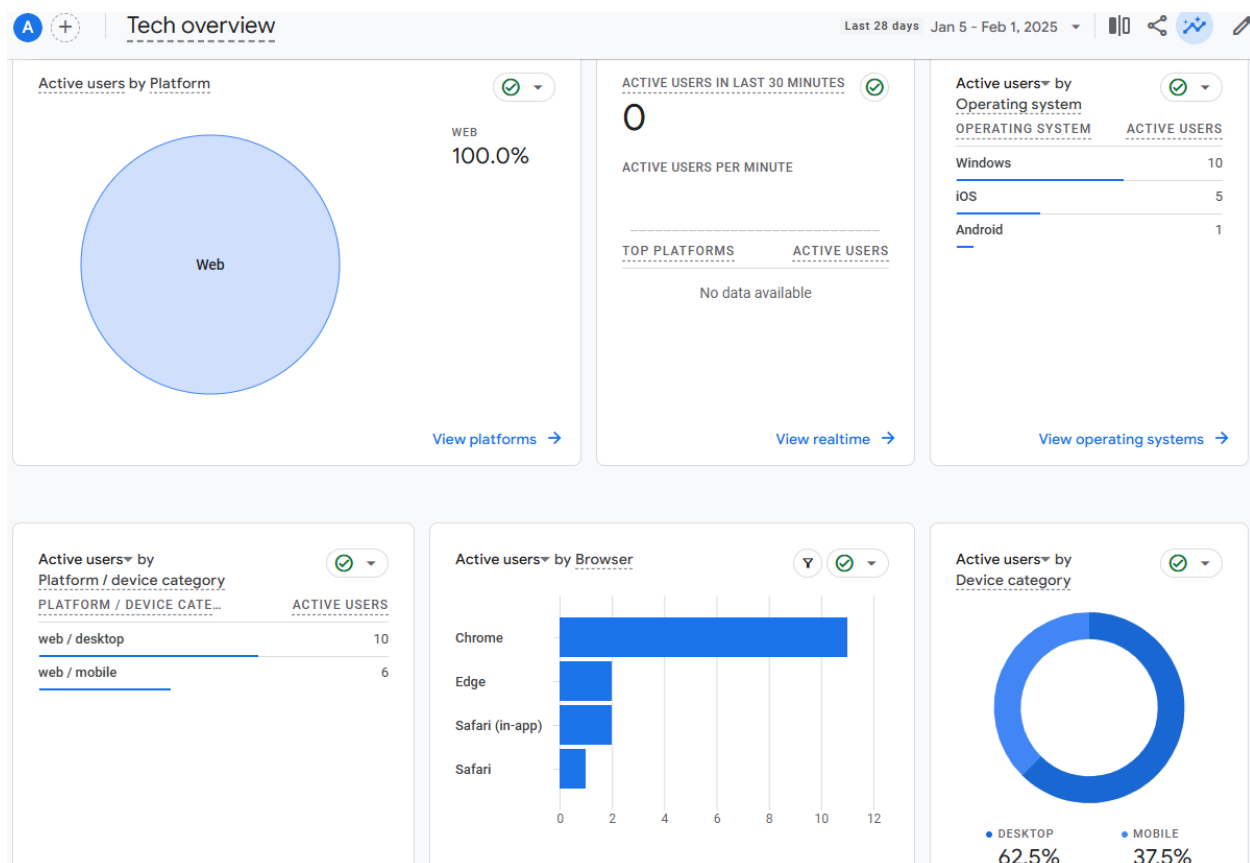 A
Tech overview
Last 28 days Jan 5 - Feb 1, 2025
Active users by Platform
WEB
100.0%
Web
View platforms
ACTIVE USERS IN LAST 30 MINUTES
0
ACTIVE USERS PER MINUTE
TOP PLATFORMS ACTIVE USERS
No data available
View realtime
Active users by
Operating system
OPERATING SYSTEM ACTIVE USERS
Windows 10
iOS 5
Android 1
View operating systems
Active users by
Platform / device category
PLATFORM / DEVICE CATE… ACTIVE USERS
web / desktop 10
web / mobile 6
Active users by Browser
Chrome
Edge
Safari (in-app)
Safari
0 2 4 6 8 10 12
Active users by
Device category
DESKTOP MOBILE
62.5% 37.5%